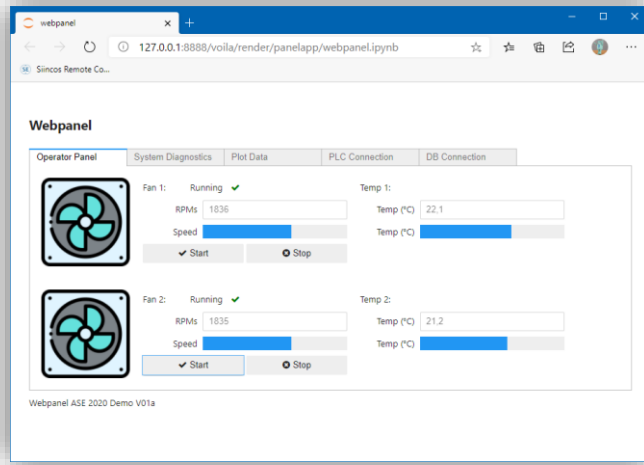 webpanel
127.0.0.1:8888/voila/render/panelapp/webpanel.ipynb
SE Siincos Remote Co...
Webpanel
Operator Panel System Diagnostics Plot Data PLC Connection DB Connection
Fan 1: Running Temp 1:
RPMs 1836 Temp (°C) 22.1
Speed Temp (°C)
Start Stop
Fan 2: Running Temp 2:
RPMs 1835 Temp (°C) 21,2
Speed Temp (°C)
Start Stop
Webpanel ASE 2020 Demo V01a